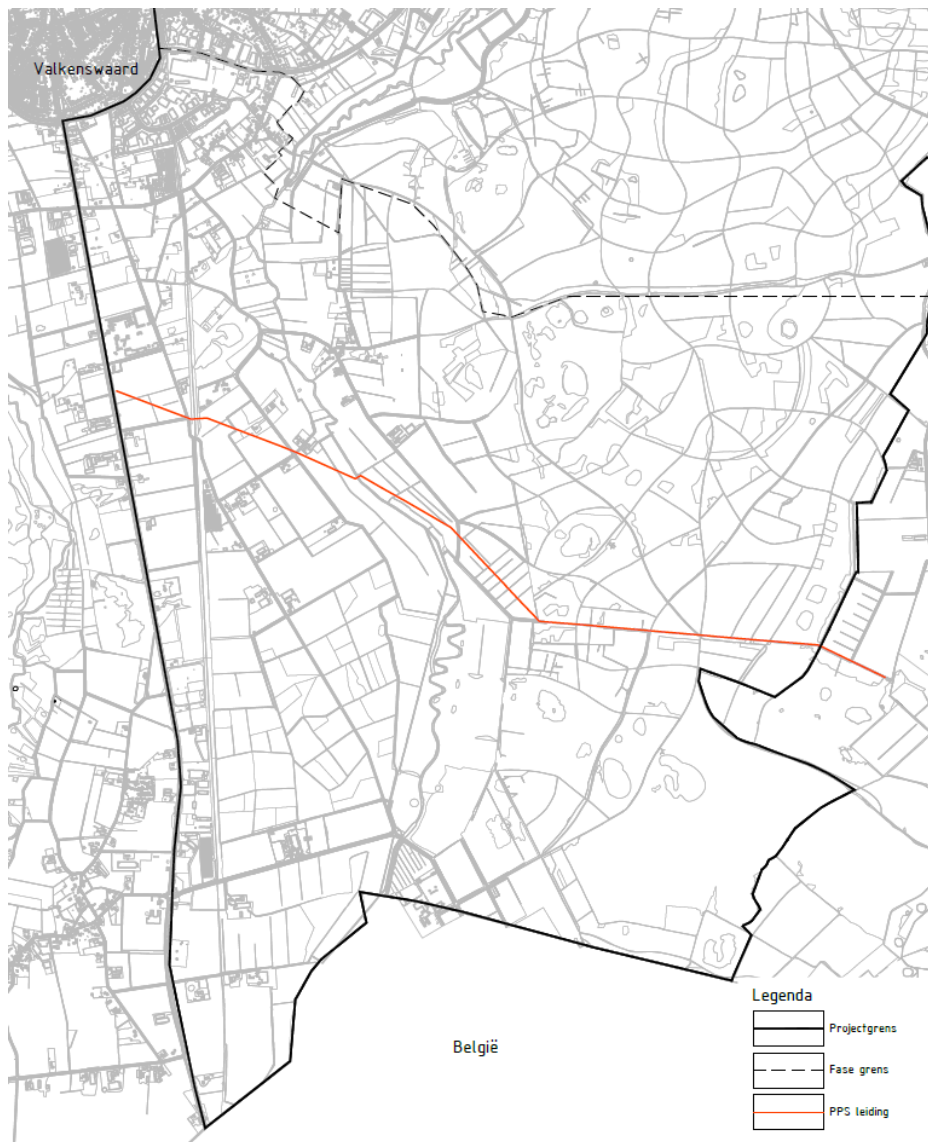 Valkenswaard
België
Legenda
Projectgrens
Fase grens
PPS leiding